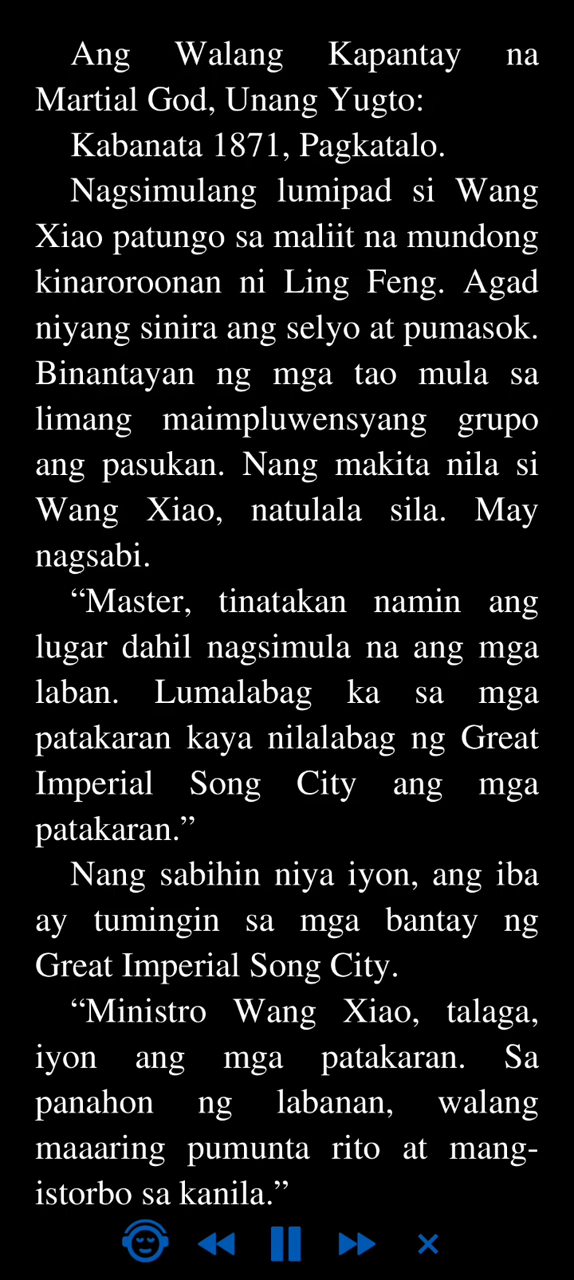 Ang Walang Kapantay na
Martial God, Unang Yugto:
Kabanata 1871, Pagkatalo.
Nagsimulang lumipad si Wang
Xiao patungo sa maliit na mundong
kinaroroonan ni Ling Feng. Agad
niyang sinira ang selyo at pumasok.
Binantayan ng mga tao mula sa
limang maimpluwensyang grupo
ang pasukan. Nang makita nila si
Wang Xiao, natulala sila. May
nagsabi.
“Master, tinatakan namin ang
lugar dahil nagsimula na ang mga
laban. Lumalabag ka sa mga
patakaran kaya nilalabag ng Great
Imperial Song City ang mga
patakaran.”
Nang sabihin niya iyon, ang iba
ay tumingin sa mga bantay ng
Great Imperial Song City.
“Ministro Wang Xiao, talaga,
iyon ang mga patakaran. Sa
panahon ng labanan, walang
maaaring pumunta rito at mang-
istorbo sa kanila.”